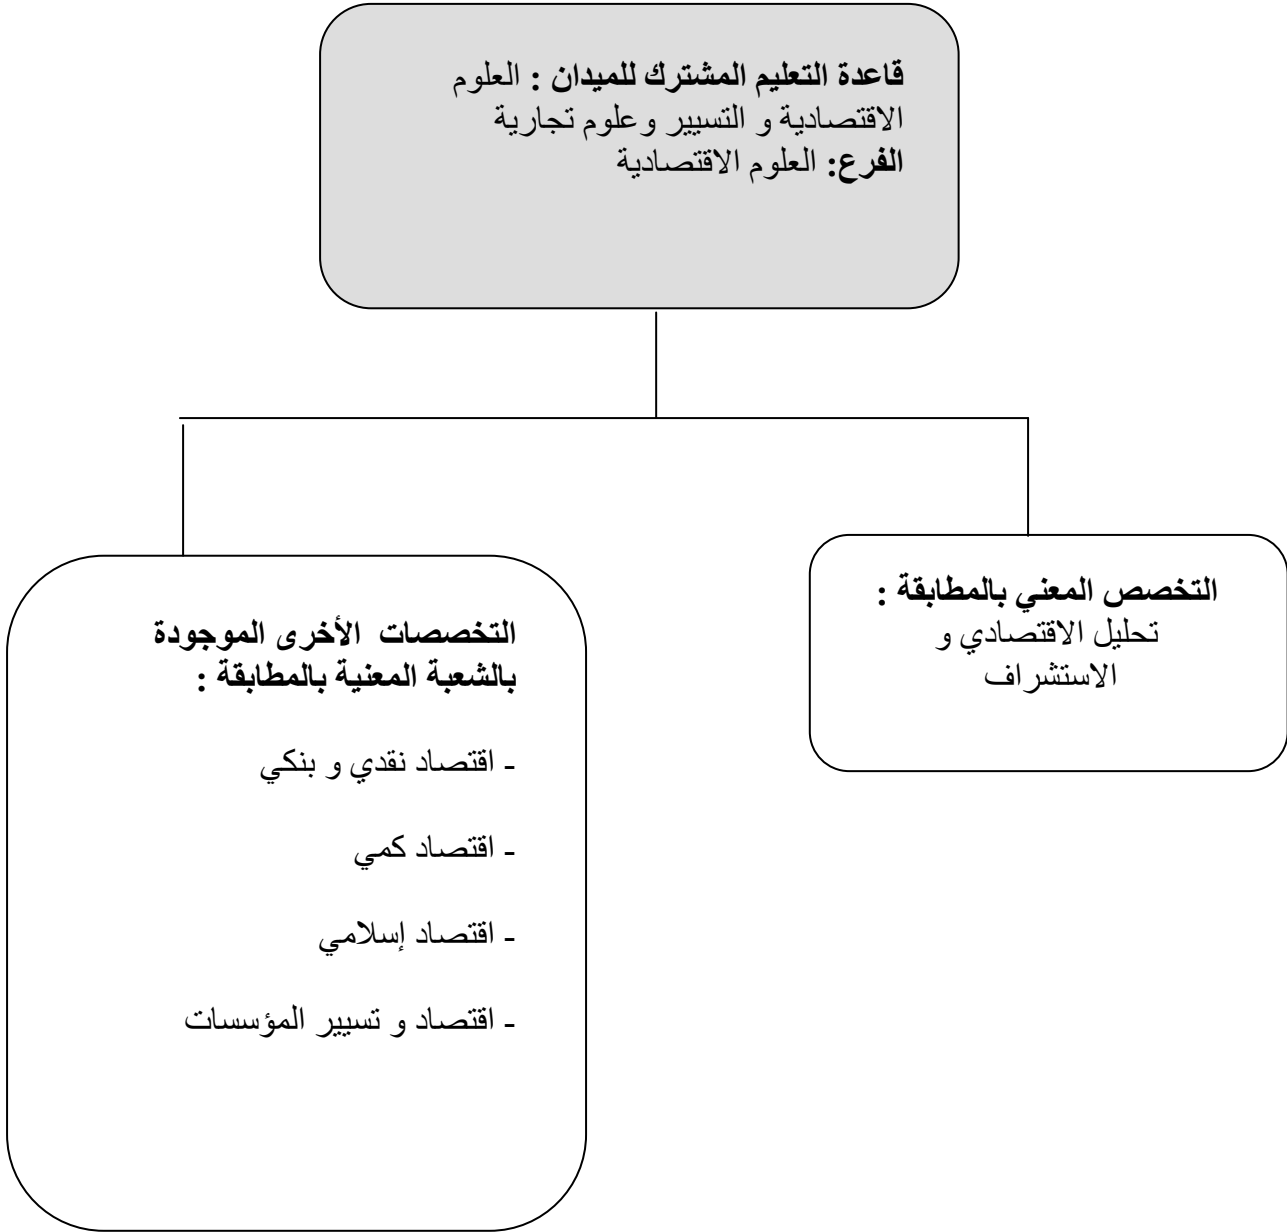 قاعدة التعليم المشترك للميدان : العلوم
الاقتصادية و التسيير وعلوم تجارية
الفرع: العلوم الاقتصادية
التخصص المعني بالمطابقة :
تحليل الاقتصادي و
الاستشراف
التخصصات الأخرى الموجودة
بالشعبة المعنية بالمطابقة :
- اقتصاد نقدي و بنكي
- اقتصاد كمي
- اقتصاد إسلامي
- اقتصاد و تسيير المؤسسات